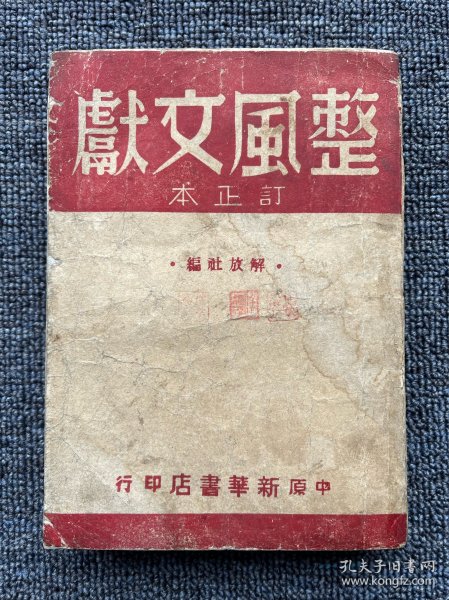 整風文獻
訂正本
·解放社編·
中原新華書店印行
孔夫子旧书网
www.kongfz.com